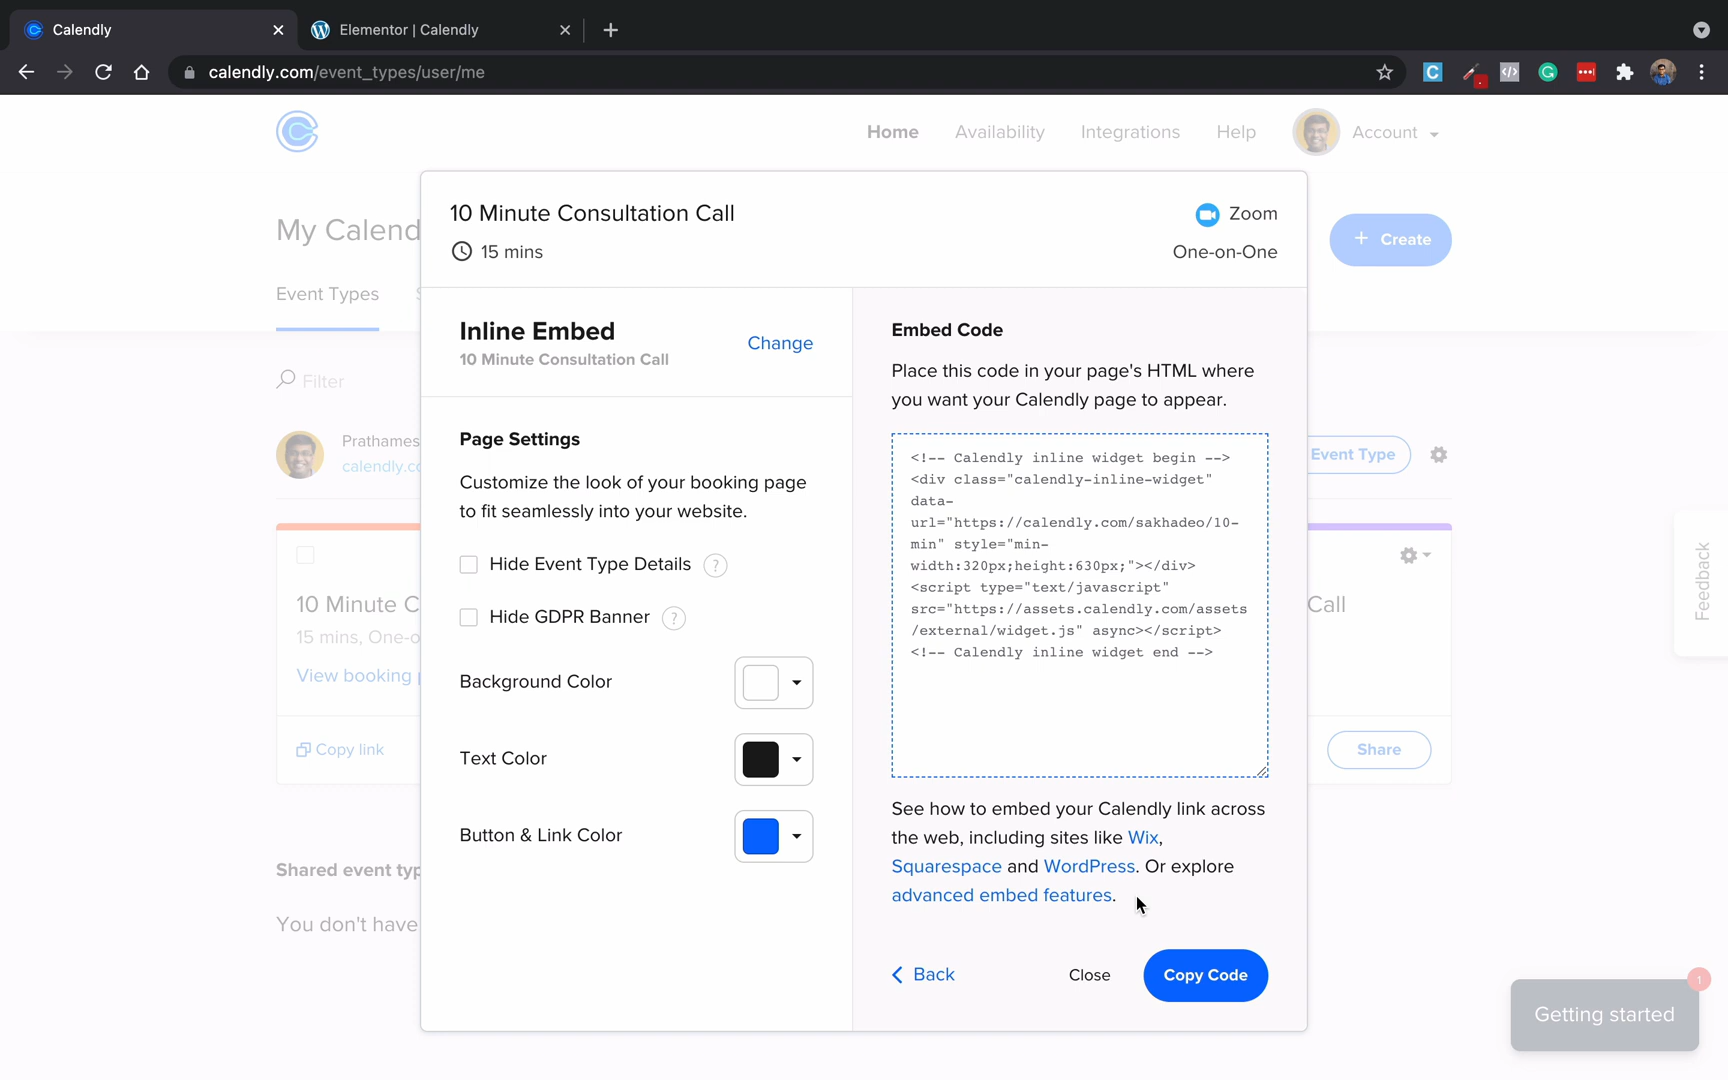 Calendly
Elementor | Calendly
calendly.com/event_types/user/me
Home
Availability
Integrations
Help
Account
My Calend
+ Create
Event Types
Filter
Prathames
calendly.co
Event Type
10 Minute C
15 mins, One-o
View booking
Copy link
Call
Share
Shared event typ
You don't have
Feedback
1
Getting started
10 Minute Consultation Call
15 mins
Zoom
One-on-One
Inline Embed
10 Minute Consultation Call
Change
Page Settings
Customize the look of your booking page
to fit seamlessly into your website.
Hide Event Type Details ?
Hide GDPR Banner ?
Background Color
Text Color
Button & Link Color
Embed Code
Place this code in your page's HTML where
you want your Calendly page to appear.
<!-- Calendly inline widget begin -->
<div class="calendly-inline-widget"
data-
url="https://calendly.com/sakhadeo/10-
min" style="min-
width:320px;height:630px;"></div>
<script type="text/javascript"
src="https://assets.calendly.com/assets
/external/widget.js" async></script>
<!-- Calendly inline widget end -->
See how to embed your Calendly link across
the web, including sites like Wix,
Squarespace and WordPress. Or explore
advanced embed features.
Back
Close
Copy Code